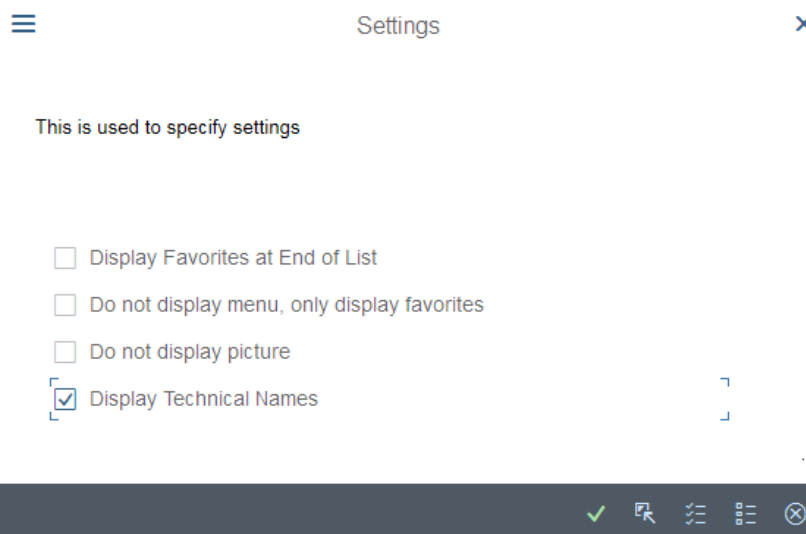 Settings
This is used to specify settings
Display Favorites at End of List
Do not display menu, only display favorites
Do not display picture
Display Technical Names